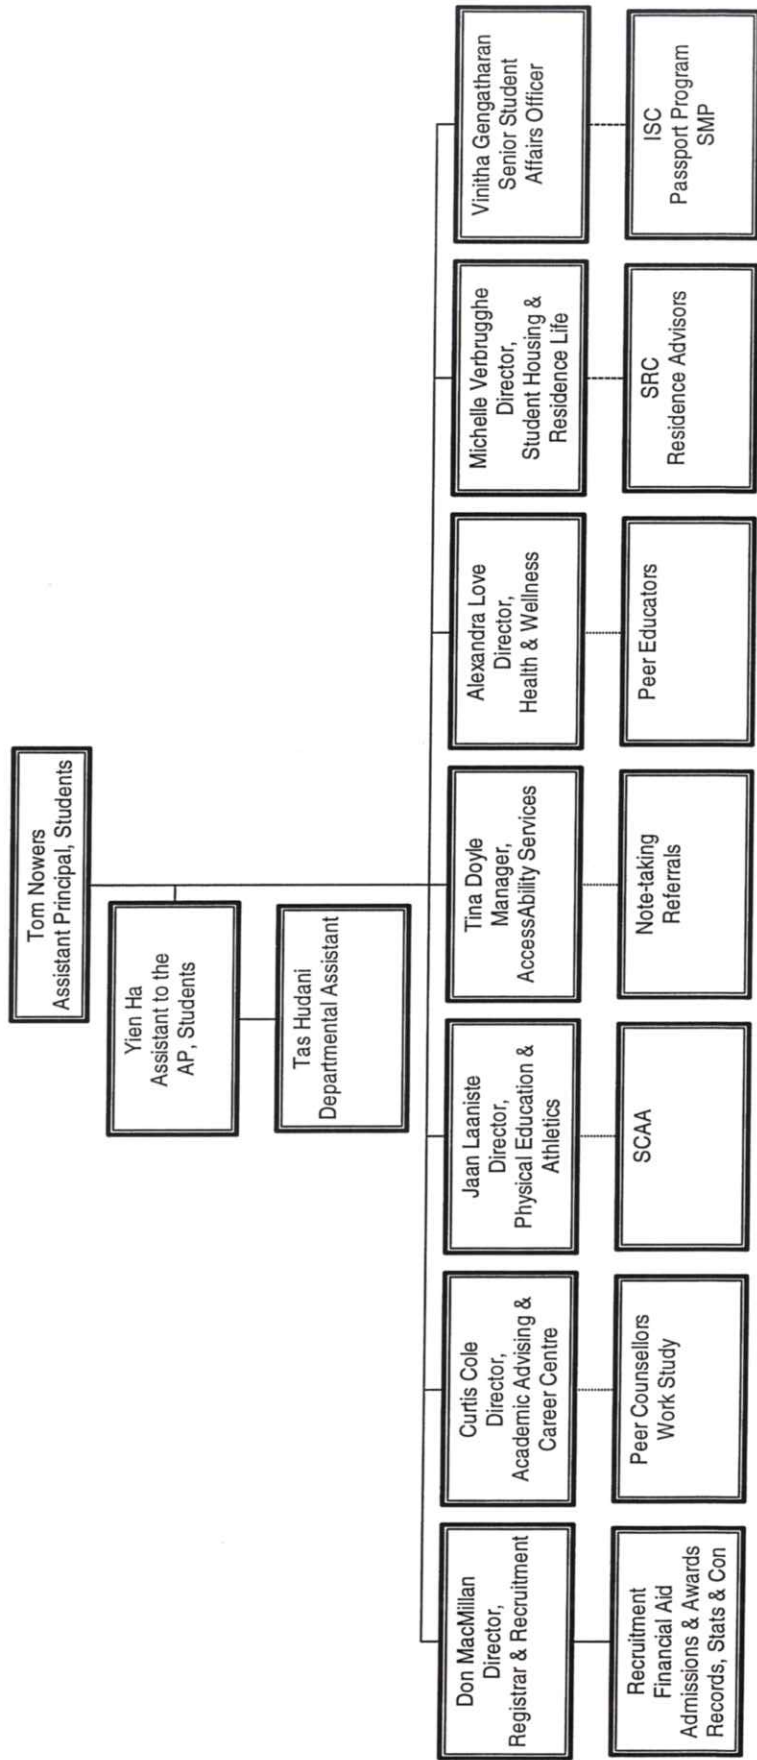 Tom Nowers
Assistant Principal, Students
Yien Ha
Assistant to the
AP, Students
Tas Hudani
Departmental Assistant
Don MacMillan
Director,
Registrar & Recruitment
Curtis Cole
Director,
Academic Advising &
Career Centre
Jaan Laaniste
Director,
Physical Education &
Athletics
Tina Doyle
Manager,
AccessAbility Services
Alexandra Love
Director,
Health & Wellness
Michelle Verbrugghe
Director,
Student Housing &
Residence Life
Vinitha Gengatharan
Senior Student
Affairs Officer
Recruitment
Financial Aid
Admissions & Awards
Records, Stats & Con
Peer Counsellors
Work Study
SCAA
Note-taking
Referrals
Peer Educators
SRC
Residence Advisors
ISC
Passport Program
SMP